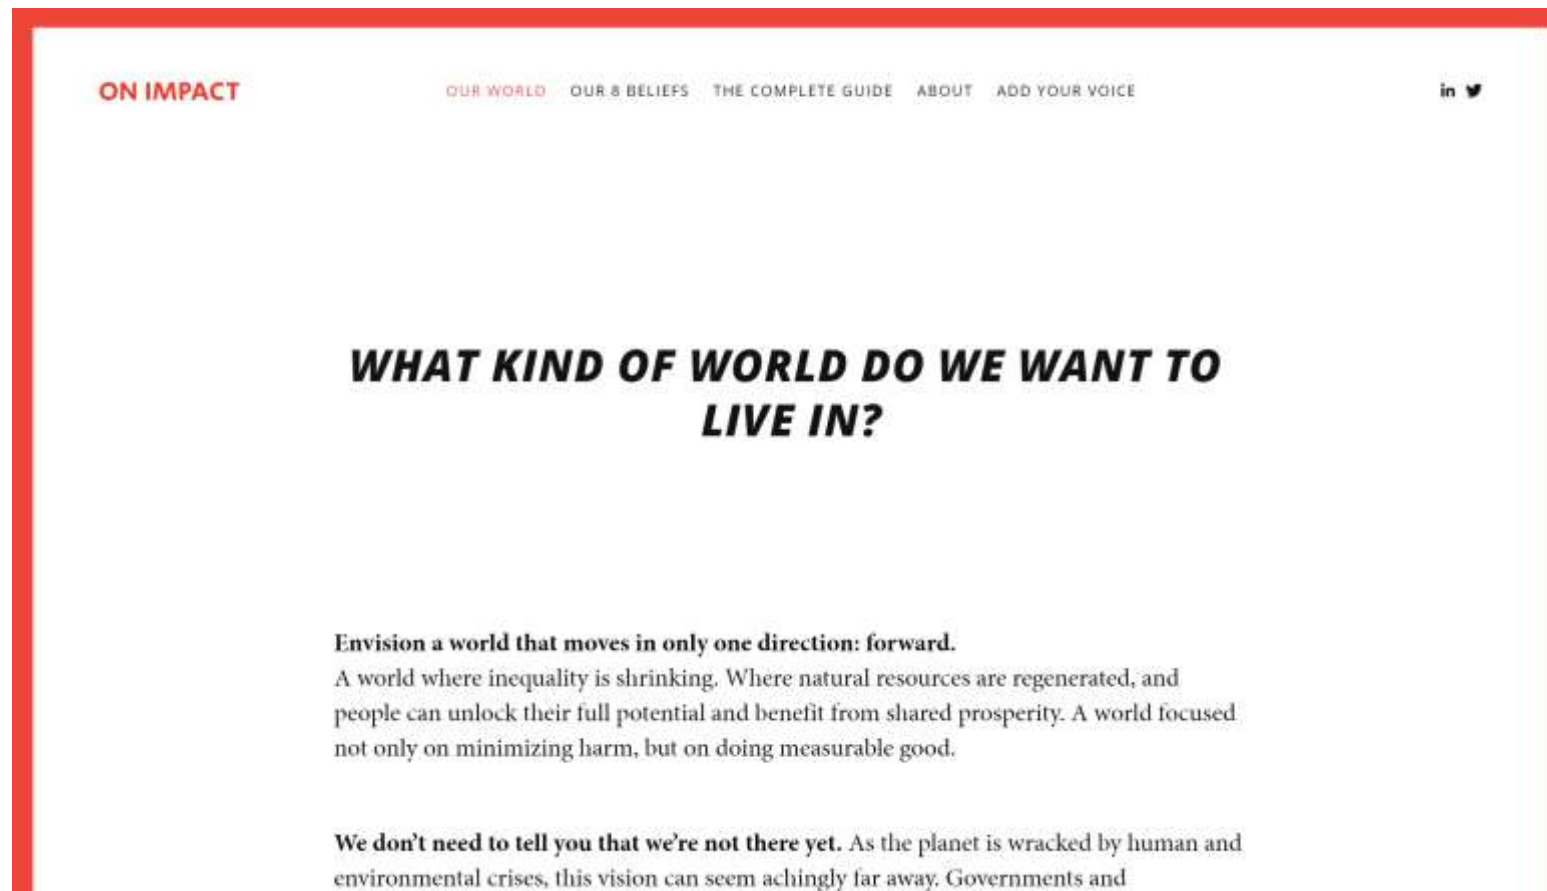 ON IMPACT
OUR WORLD OUR 8 BELIEFS THE COMPLETE GUIDE ABOUT ADD YOUR VOICE
in
WHAT KIND OF WORLD DO WE WANT TO
LIVE IN?
Envision a world that moves in only one direction: forward.
A world where inequality is shrinking. Where natural resources are regenerated, and
people can unlock their full potential and benefit from shared prosperity. A world focused
not only on minimizing harm, but on doing measurable good.
We don’t need to tell you that we’re not there yet. As the planet is wracked by human and
environmental crises, this vision can seem achingly far away. Governments and